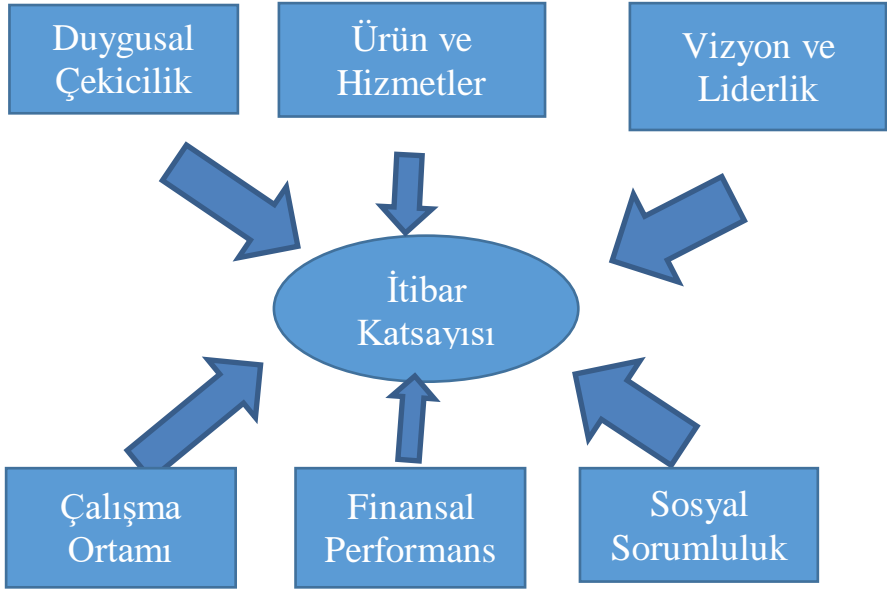 Duygusal
Çekicilik
Ürün ve
Hizmetler
Vizyon ve
Liderlik
İtibar
Katsayısı
Çalışma
Ortamı
Finansal
Performans
Sosyal
Sorumluluk